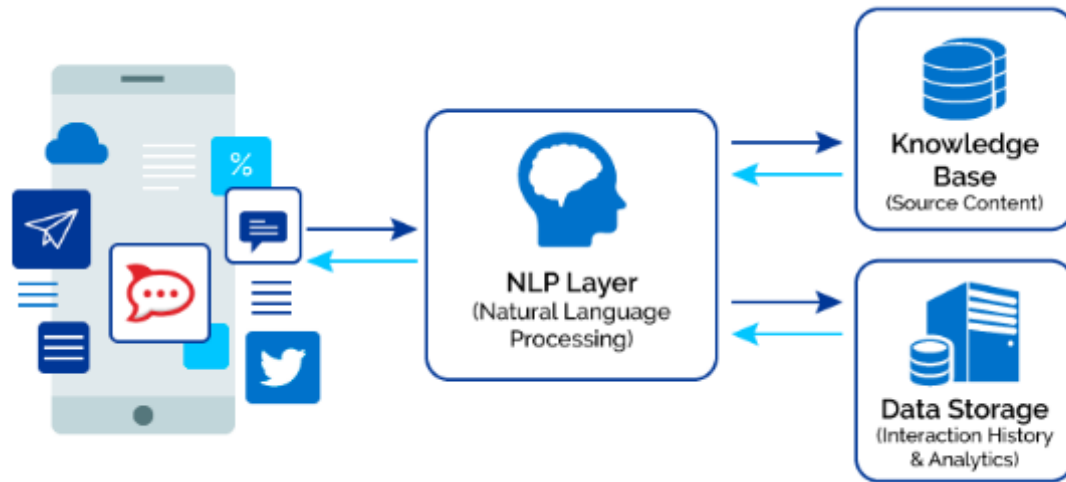 %
NLP Layer
(Natural Language
Processing)
Knowledge
Base
(Source Content)
Data Storage
(Interaction History
& Analytics)